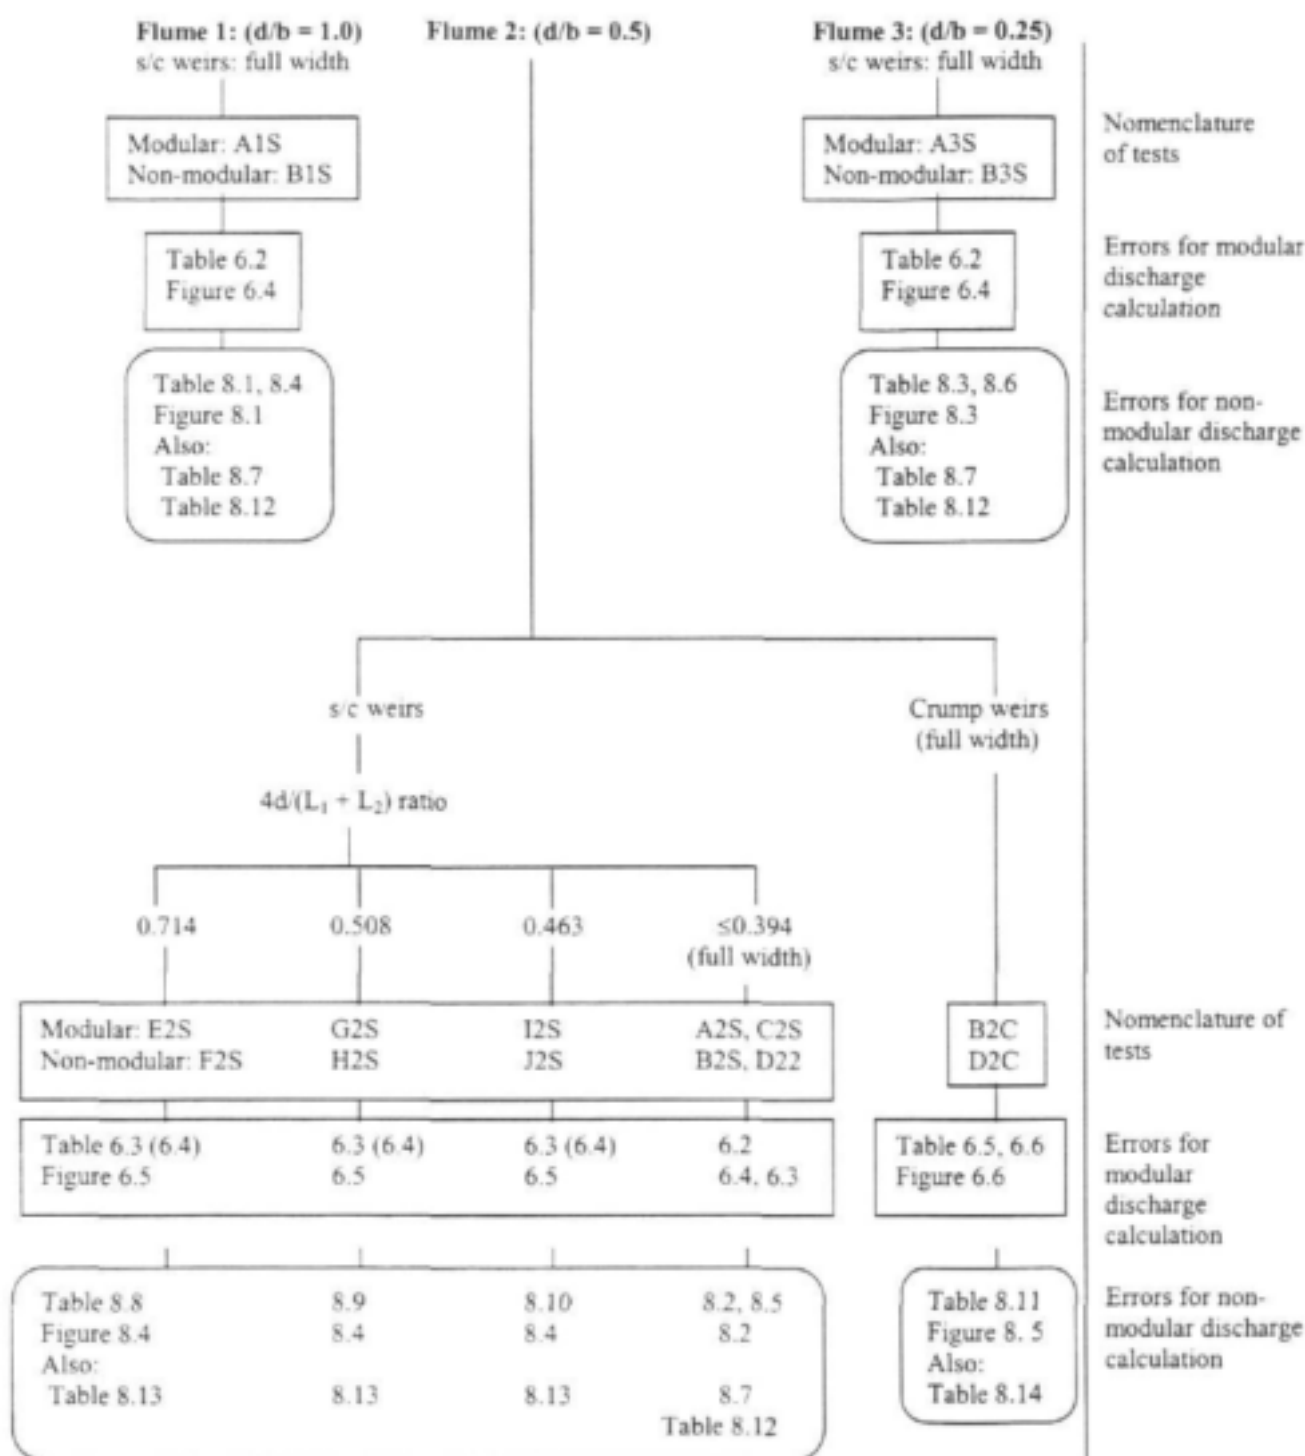 Flume 1: (d/b = 1.0)
s/c weirs: full width
Flume 2: (d/b = 0.5)
Flume 3: (d/b = 0.25)
s/c weirs: full width
Modular: A1S
Non-modular: B1S
Modular: A3S
Non-modular: B3S
Nomenclature
of tests
Table 6.2
Figure 6.4
Table 6.2
Figure 6.4
Errors for modular
discharge
calculation
Table 8.1, 8.4
Figure 8.1
Also:
Table 8.7
Table 8.12
Table 8.3, 8.6
Figure 8.3
Also:
Table 8.7
Table 8.12
Errors for non-
modular discharge
calculation
s/c weirs
Crump weirs
(full width)
4d/(L₁ + L₂) ratio
0.714 0.508 0.463 ≤0.394
(full width)
Modular: E2S G2S I2S A2S, C2S
Non-modular: F2S H2S J2S B2S, D22
B2C
D2C
Nomenclature of
tests
Table 6.3 (6.4) 6.3 (6.4) 6.3 (6.4) 6.2
Figure 6.5 6.5 6.5 6.4, 6.3
Table 6.5, 6.6
Figure 6.6
Errors for
modular
discharge
calculation
Table 8.8 8.9 8.10 8.2, 8.5
Figure 8.4 8.4 8.4 8.2
Also:
Table 8.13 8.13 8.13 8.7
Table 8.12
Table 8.11
Figure 8. 5
Also:
Table 8.14
Errors for non-
modular discharge
calculation